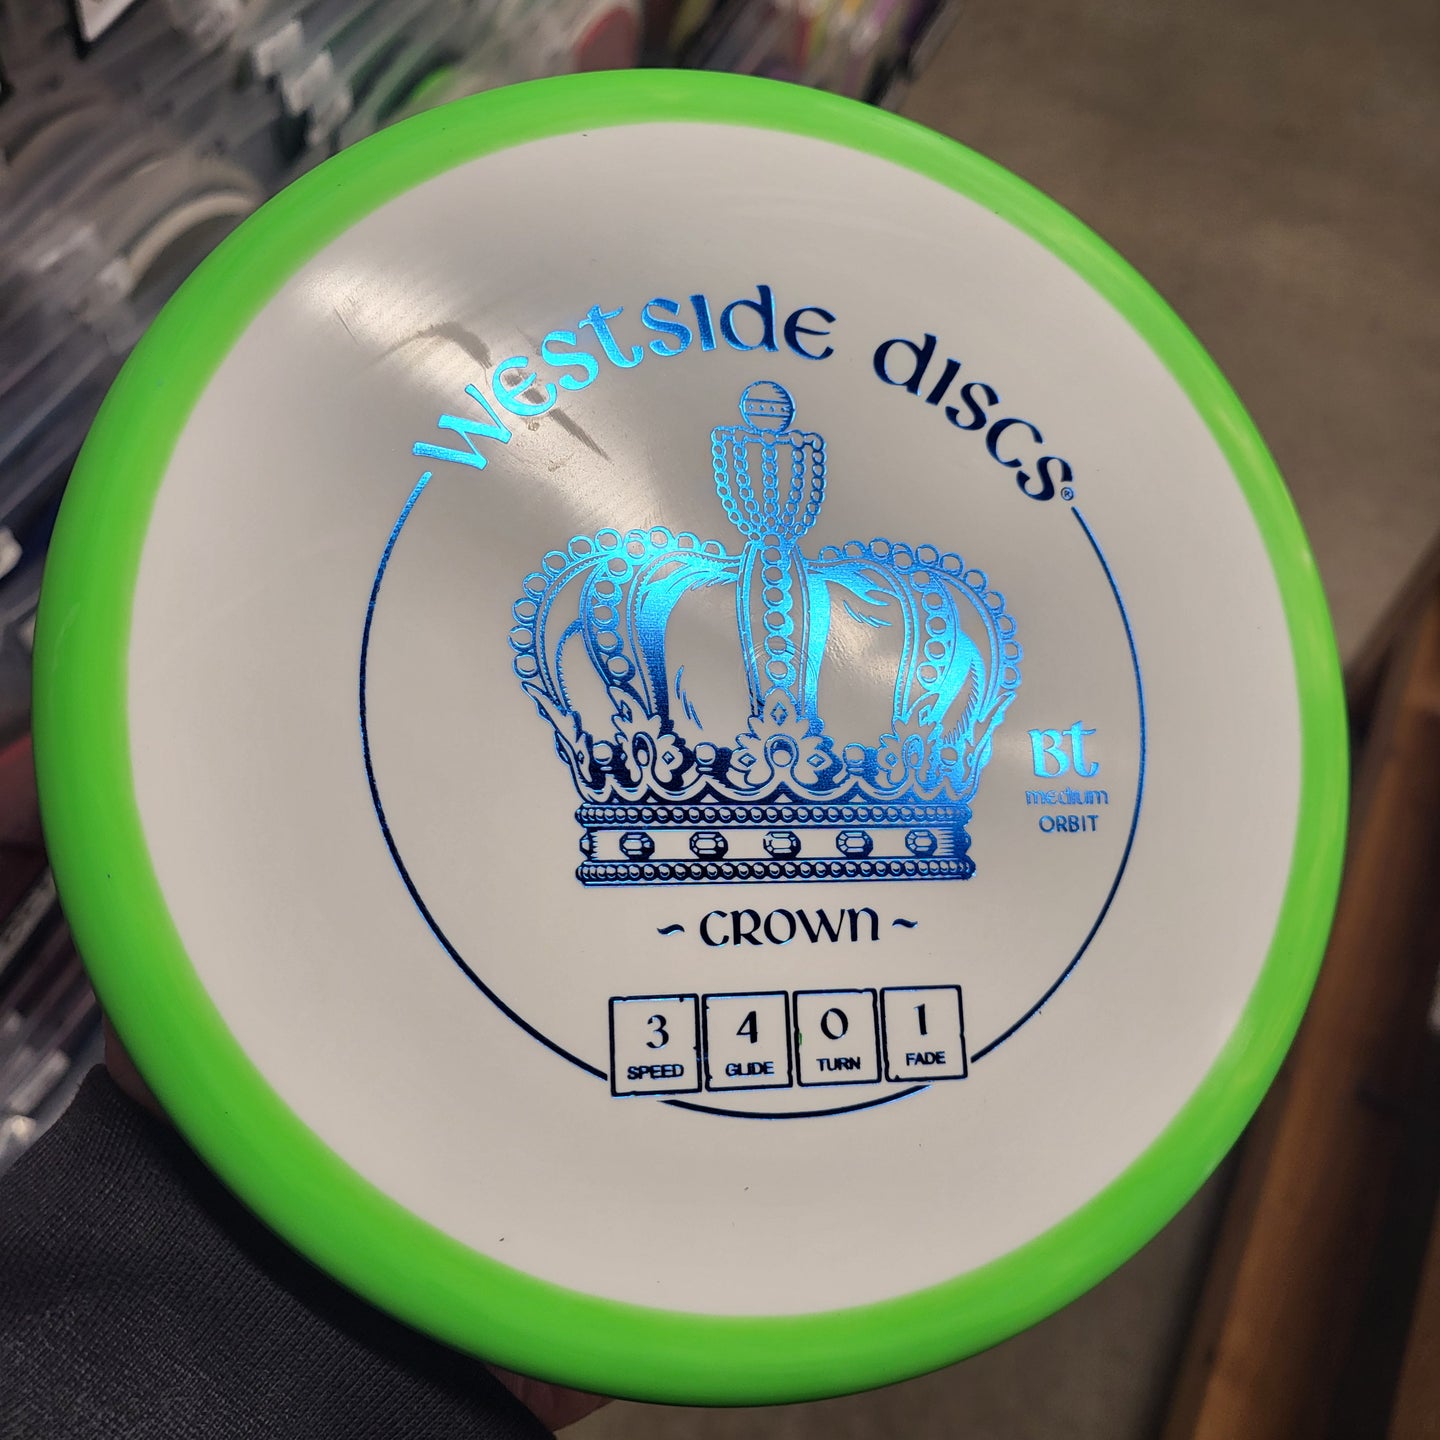 westside discs®
Bt
medium
ORBIT
~ CROWN ~
3 4 0 1
SPEED GLIDE TURN FADE